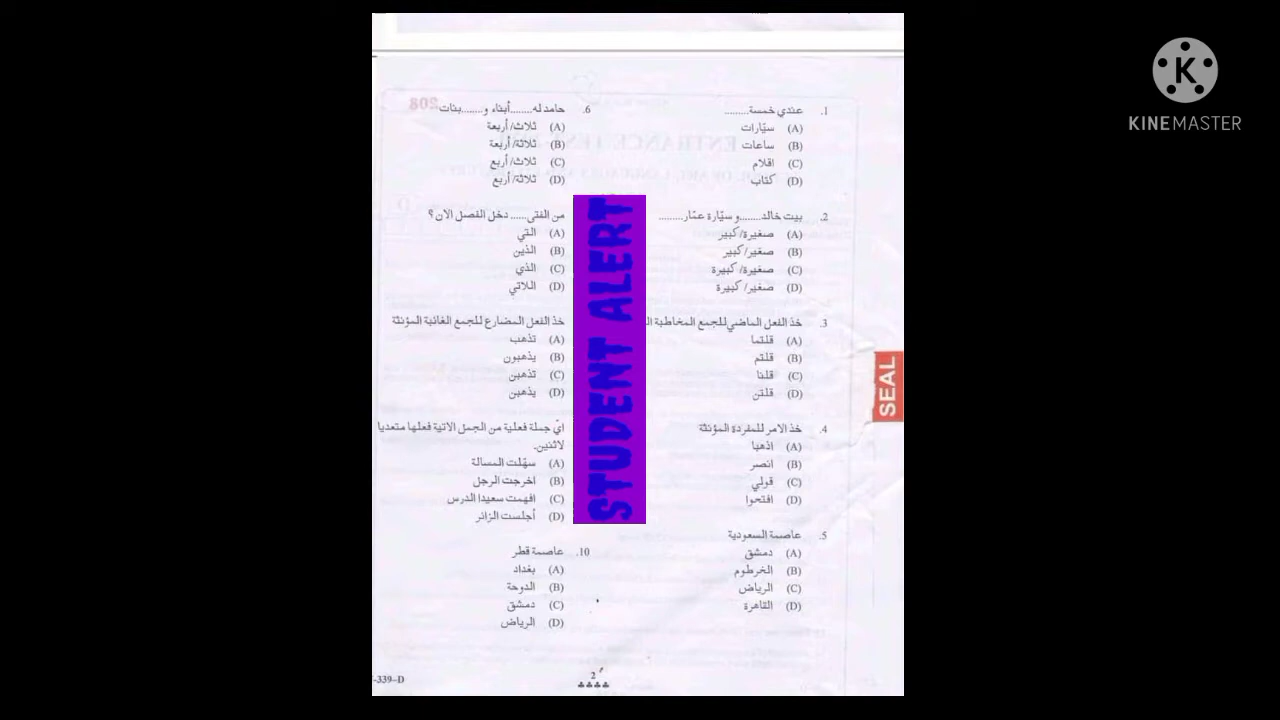 1. عندي خمسة.........
(A) سيّارات
(B) ساعات
(C) اقلام
(D) كتاب
2. بيت خالد........و سيّارة عمّار.........
(A) صغيرة/كبير
(B) صغير/كبير
(C) صغيرة/ كبيرة
(D) صغير/ كبيرة
3. خذ الفعل الماضي للجمع المخاطبة
(A) قلتما
(B) قلتم
(C) قلنا
(D) قلتن
4. خذ الامر للمفردة المؤنثة
(A) اذهبا
(B) انصر
(C) قولي
(D) افتحوا
5. عاصمة السعودية
(A) دمشق
(B) الخرطوم
(C) الرياض
(D) القاهرة
6. حامد له........أبناء و........بنات
(A) ثلاث/ أربعة
(B) ثلاثة/ أربعة
(C) ثلاث/ أربع
(D) ثلاثة/ أربع
من الفتى...... دخل الفصل الان ؟
(A) التي
(B) الذين
(C) الذي
(D) اللاتي
خذ الفعل المضارع للجمع الغائبة المؤنثة
(A) تذهب
(B) يذهبون
(C) تذهبين
(D) يذهبن
ايّ جملة فعلية من الجمل الاتية فعلها متعديا
لاثنين.
(A) سهّلت المسالة
(B) اخرجت الرجل
(C) افهمت سعيدا الدرس
(D) أجلست الزائر
10. عاصمة قطر
(A) بغداد
(B) الدوحة
(C) دمشق
(D) الرياض
STUDENT ALERT
SEAL
-339-D
2
KINEMASTER